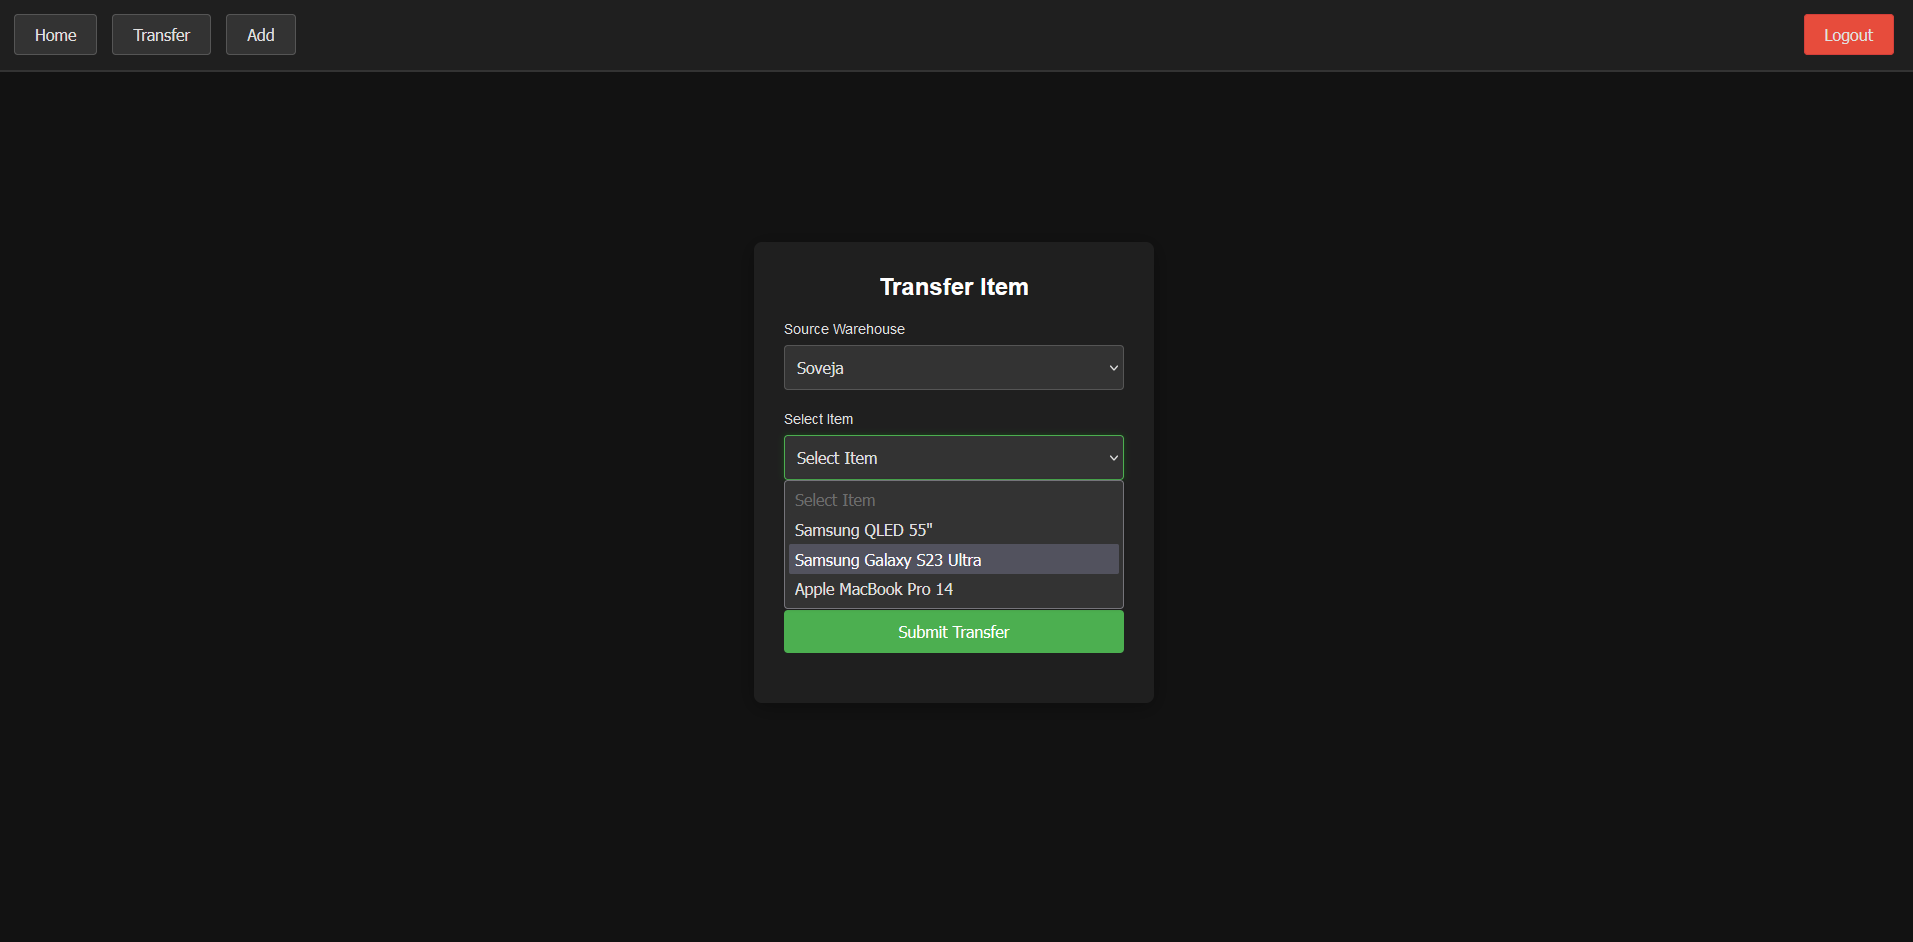 Home Transfer Add Logout
Transfer Item
Source Warehouse
Soveja
Select Item
Select Item
Select Item
Samsung QLED 55"
Samsung Galaxy S23 Ultra
Apple MacBook Pro 14
Submit Transfer